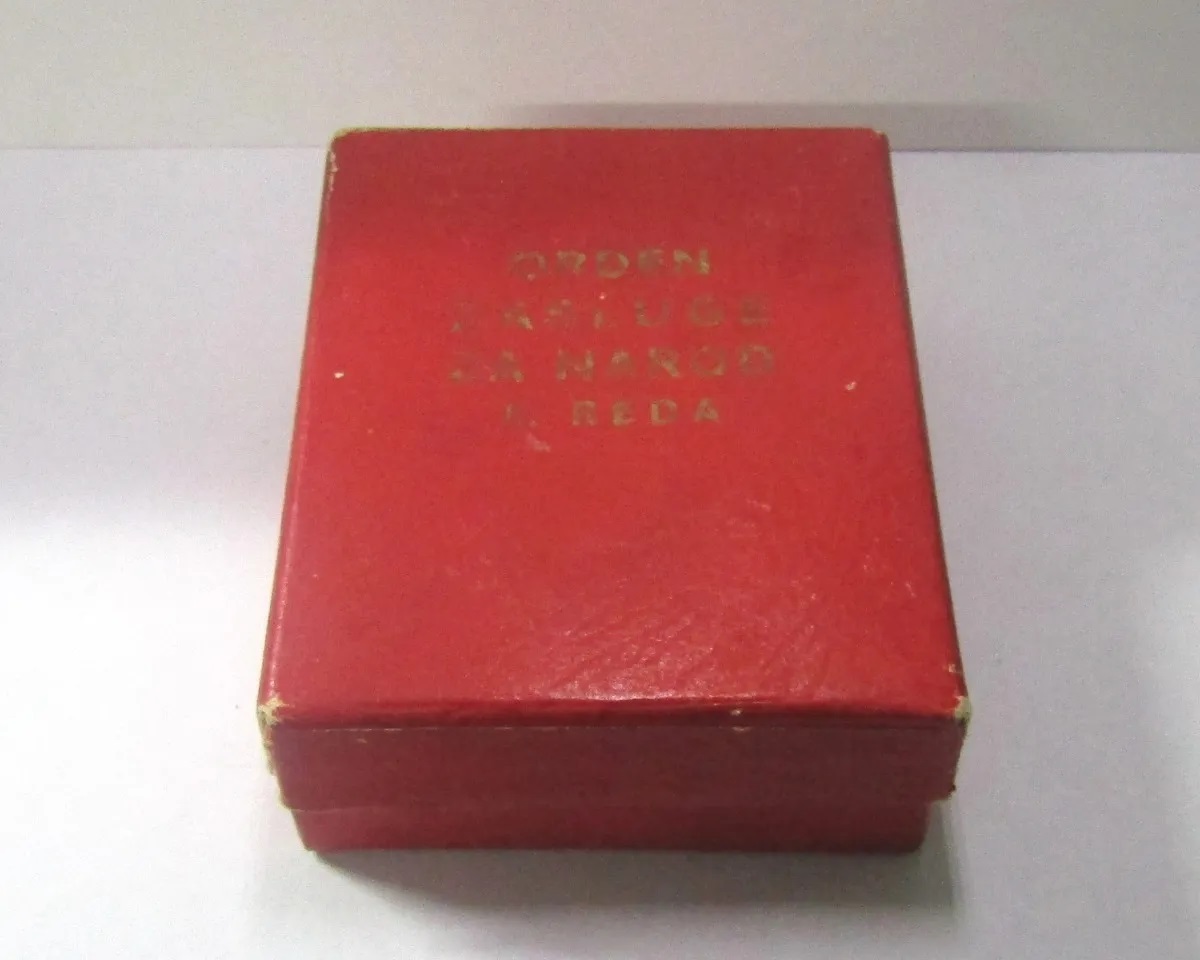 ORDEN
ZASLUGE
ZA NAROD
REDA